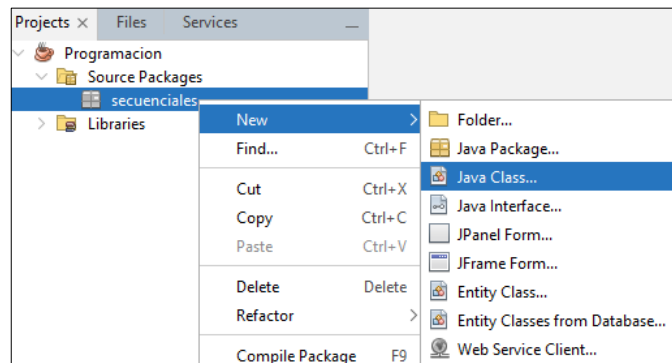 Projects × Files Services
Programacion
Source Packages
secuenciales
Libraries
New >
Find... Ctrl+F
Cut Ctrl+X
Copy Ctrl+C
Paste Ctrl+V
Delete Delete
Refactor >
Compile Package F9
Folder...
Java Package...
Java Class...
Java Interface...
JPanel Form...
JFrame Form...
Entity Class...
Entity Classes from Database...
Web Service Client...